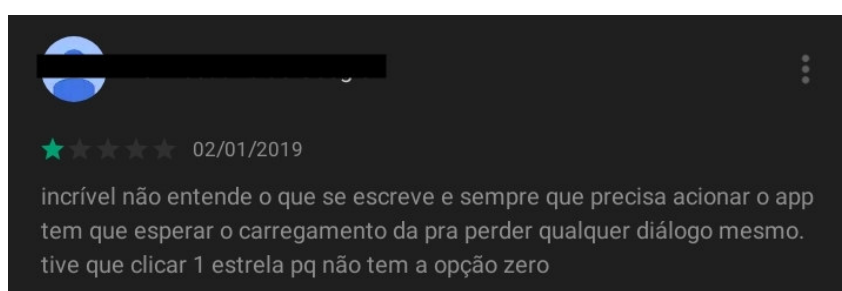 02/01/2019
incrível não entende o que se escreve e sempre que precisa acionar o app
tem que esperar o carregamento da pra perder qualquer diálogo mesmo.
tive que clicar 1 estrela pq não tem a opção zero